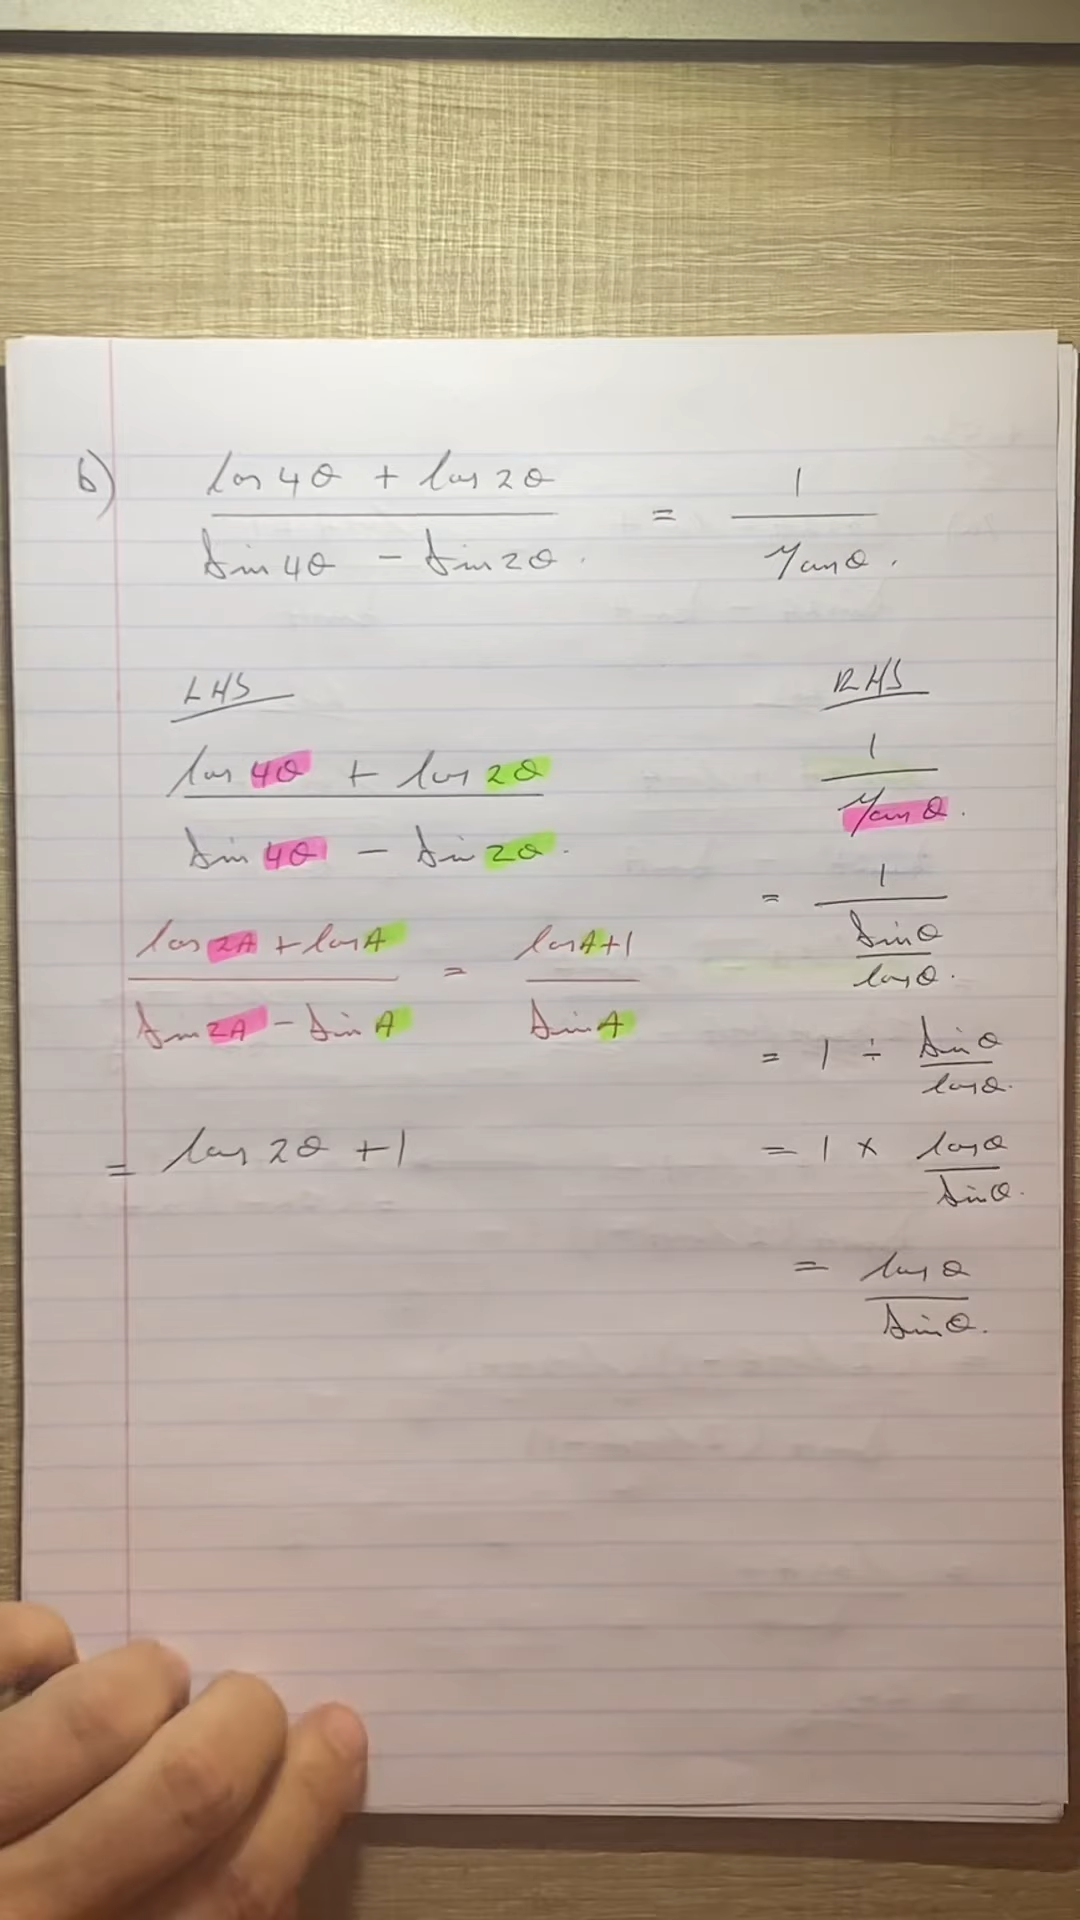 b) cos 4θ + cos 2θ / sin 4θ - sin 2θ. = 1 / Tan θ.
LHS
cos 4θ + cos 2θ
sin 4θ - sin 2θ.
cos 2A + cos A / sin 2A - sin A = cos A + 1 / sin A
= cos 2θ + 1
RHS
1
Tan θ.
= 1 / sin θ / cos θ.
= 1 ÷ sin θ / cos θ.
= 1 × cos θ / sin θ.
= cos θ / sin θ.